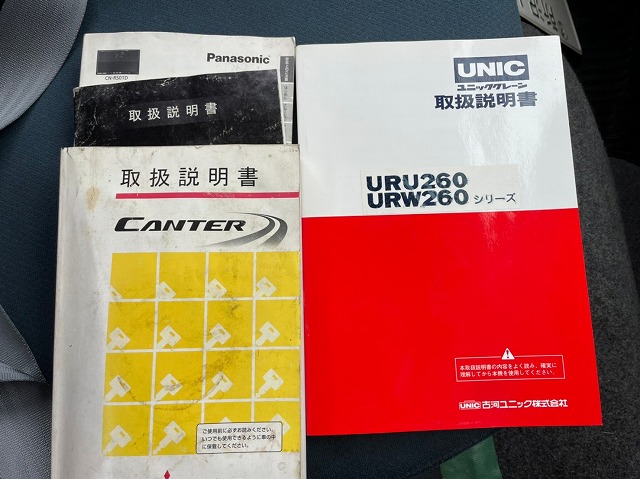 Panasonic
CN-RS01D
取扱説明書
取扱説明書
CANTER
ご使用前に必ずお読みください。
いつでも使用できるように車の中
に保管してください。
UNIC
ユニッククレーン
取扱説明書
URU260
URW260 シリーズ
本取扱説明書の内容をよく読み、確実に
理解してから本機を使用してください。
UNIC 古河ユニック株式会社